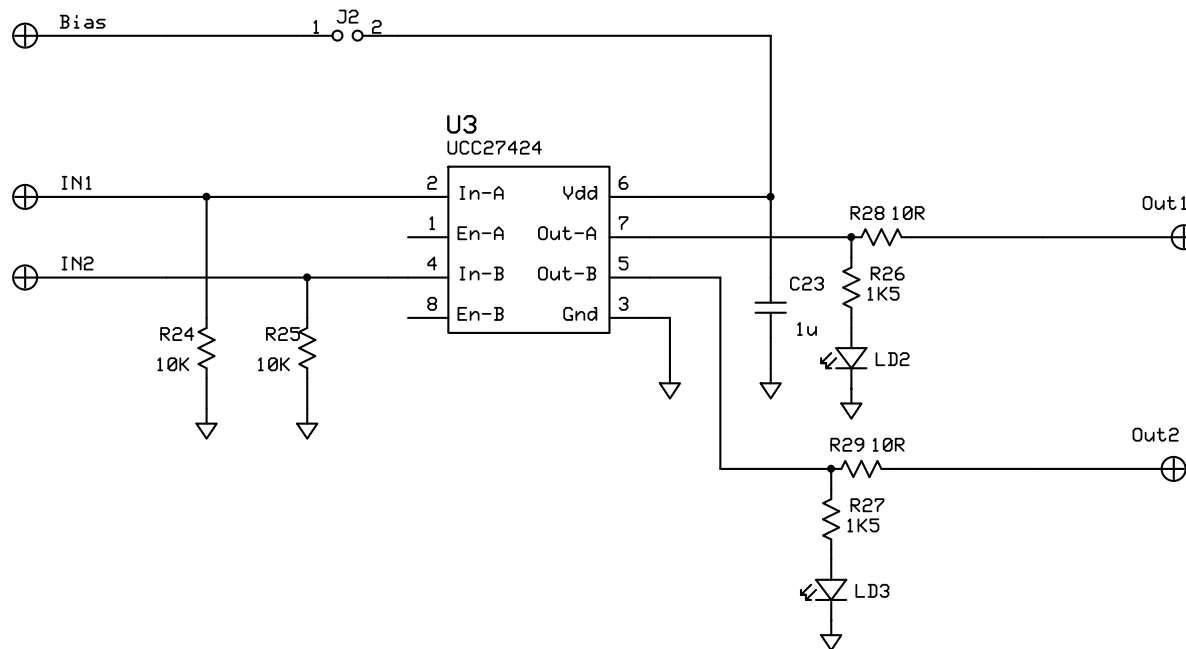 Bias
1 J2 2
U3
UCC27424
IN1
2 In-A Vdd 6
1 En-A Out-A 7
IN2
4 In-B Out-B 5
8 En-B Gnd 3
R28 10R
Out1
R26
1K5
C23
1u
LD2
R24
10K
R25
10K
Out2
R29 10R
R27
1K5
LD3